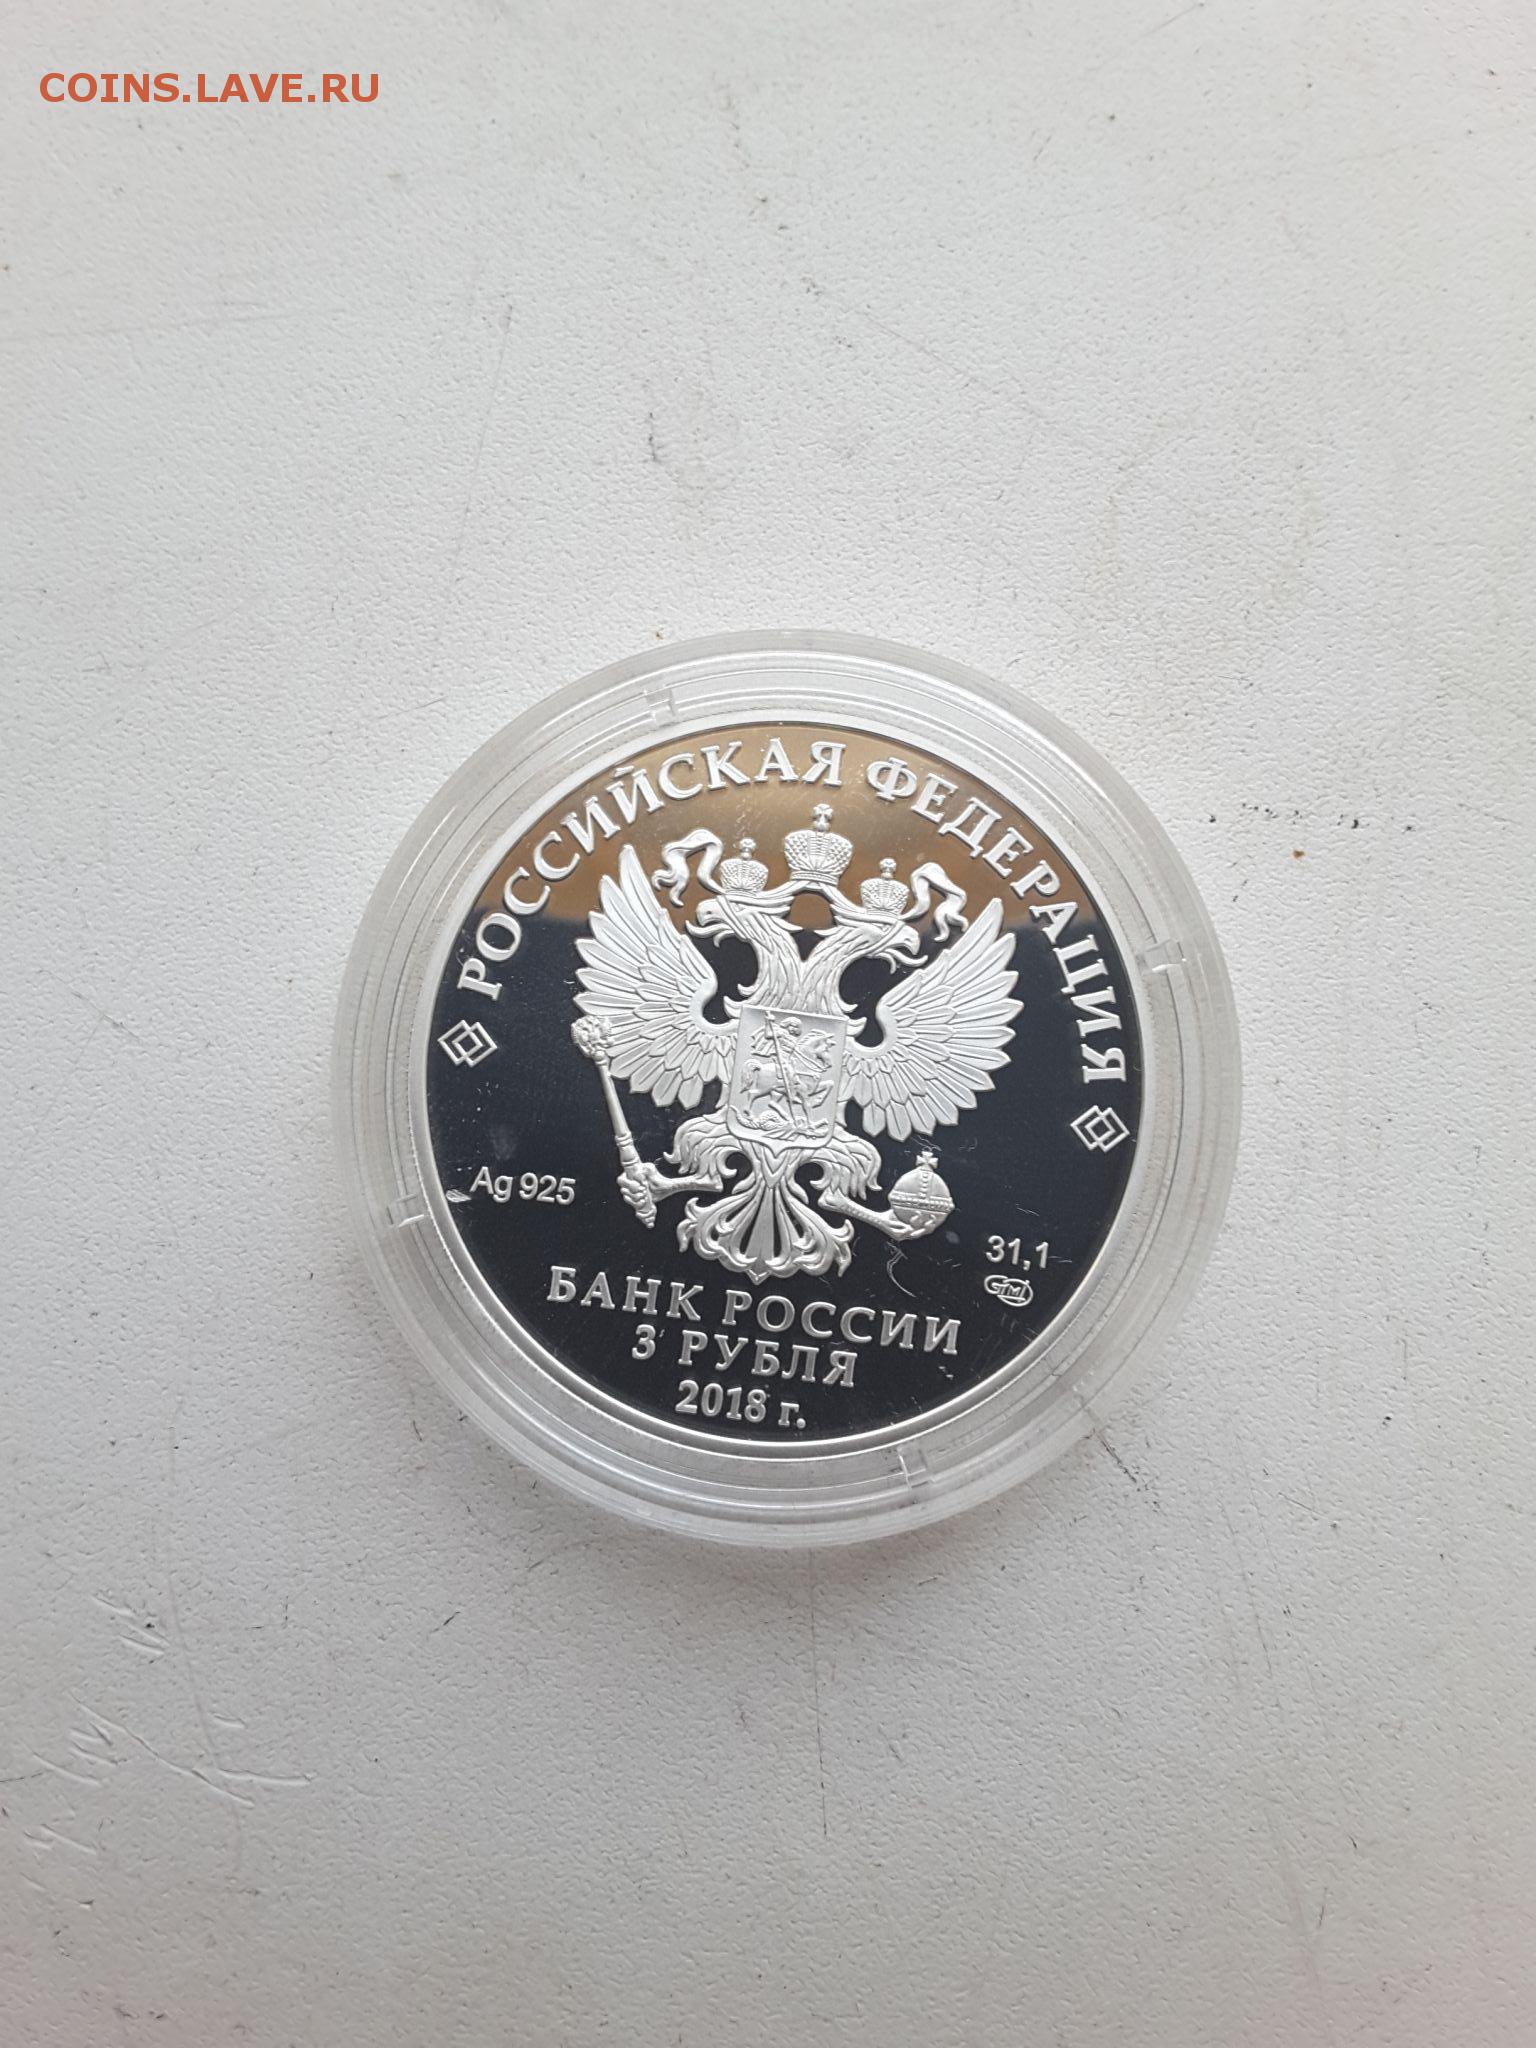 COINS.LAVE.RU
РОССИЙСКАЯ ФЕДЕРАЦИЯ
Ag 925
31,1
БАНК РОССИИ
3 РУБЛЯ
2018 г.